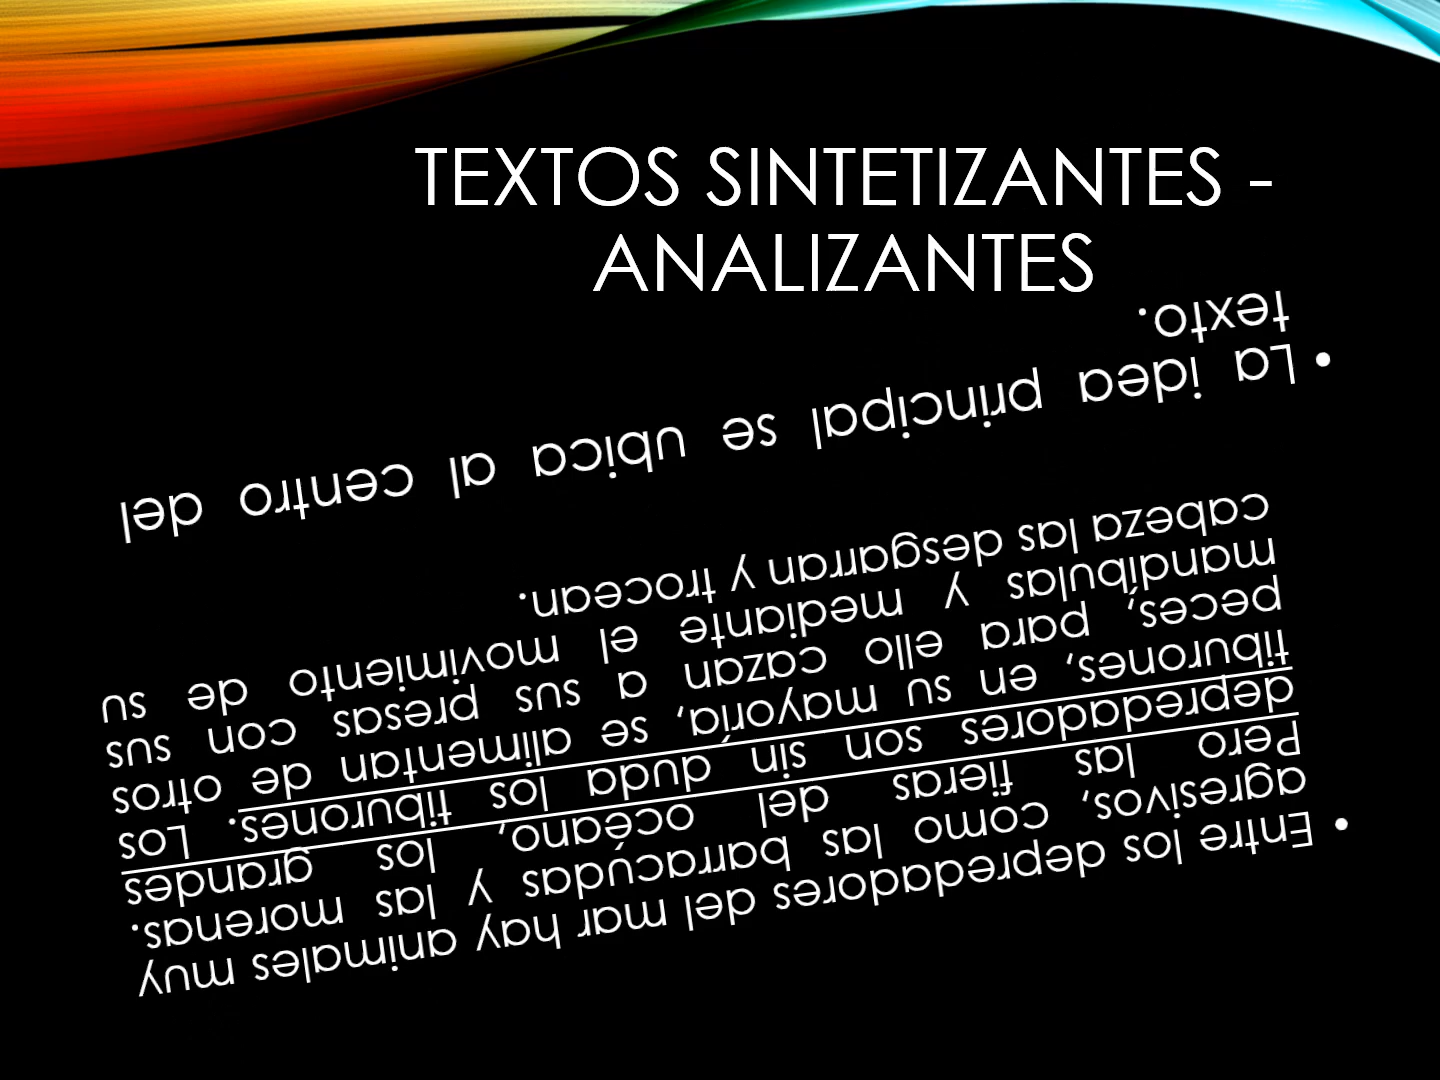 TEXTOS SINTETIZANTES -
ANALIZANTES
• Entre los depredadores del mar hay animales muy
agresivos, como las barracúdas y las morenas.
Pero las fieras del océano, los grandes
depredadores son sin duda los tiburones. Los
tiburones, en su mayoría, se alimentan de otros
peces, para ello cazan a sus presas con sus
mandíbulas y mediante el movimiento de su
cabeza las desgarran y trocean.
• La idea principal se ubica al centro del
texto.